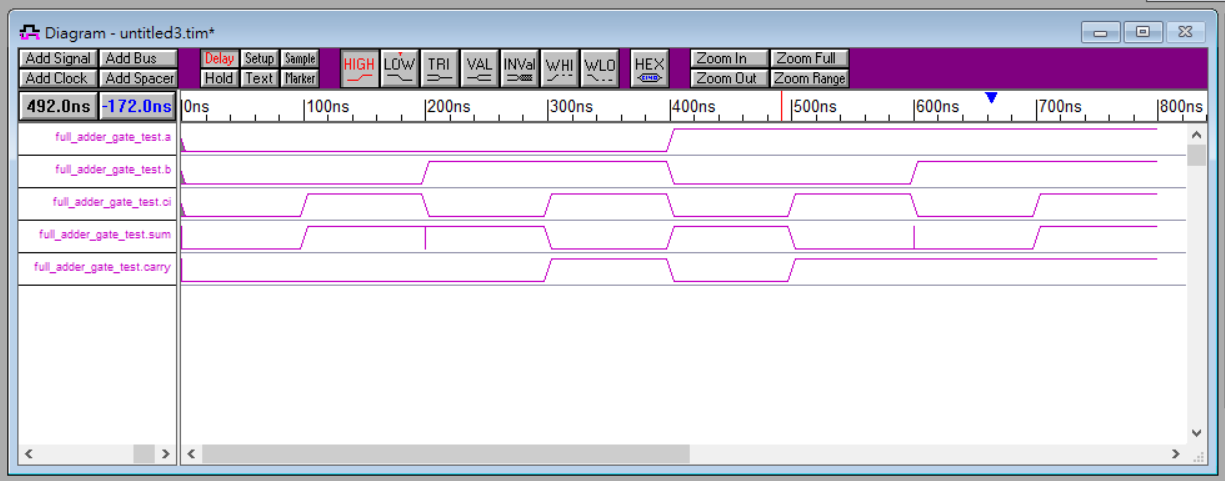 Diagram - untitled3.tim*
Add Signal Add Bus Delay Setup Sample HIGH LOW TRI VAL INVal WHI WLO HEX Zoom In Zoom Full
Add Clock Add Spacer Hold Text Marker Zoom Out Zoom Range
492.0ns -172.0ns 0ns 100ns 200ns 300ns 400ns 500ns 600ns 700ns 800ns
full_adder_gate_test.a
full_adder_gate_test.b
full_adder_gate_test.ci
full_adder_gate_test.sum
full_adder_gate_test.carry